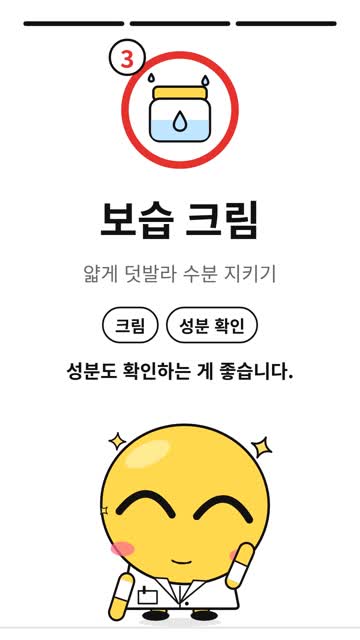 3
보습 크림
얇게 덧발라 수분 지키기
크림 성분 확인
성분도 확인하는 게 좋습니다.